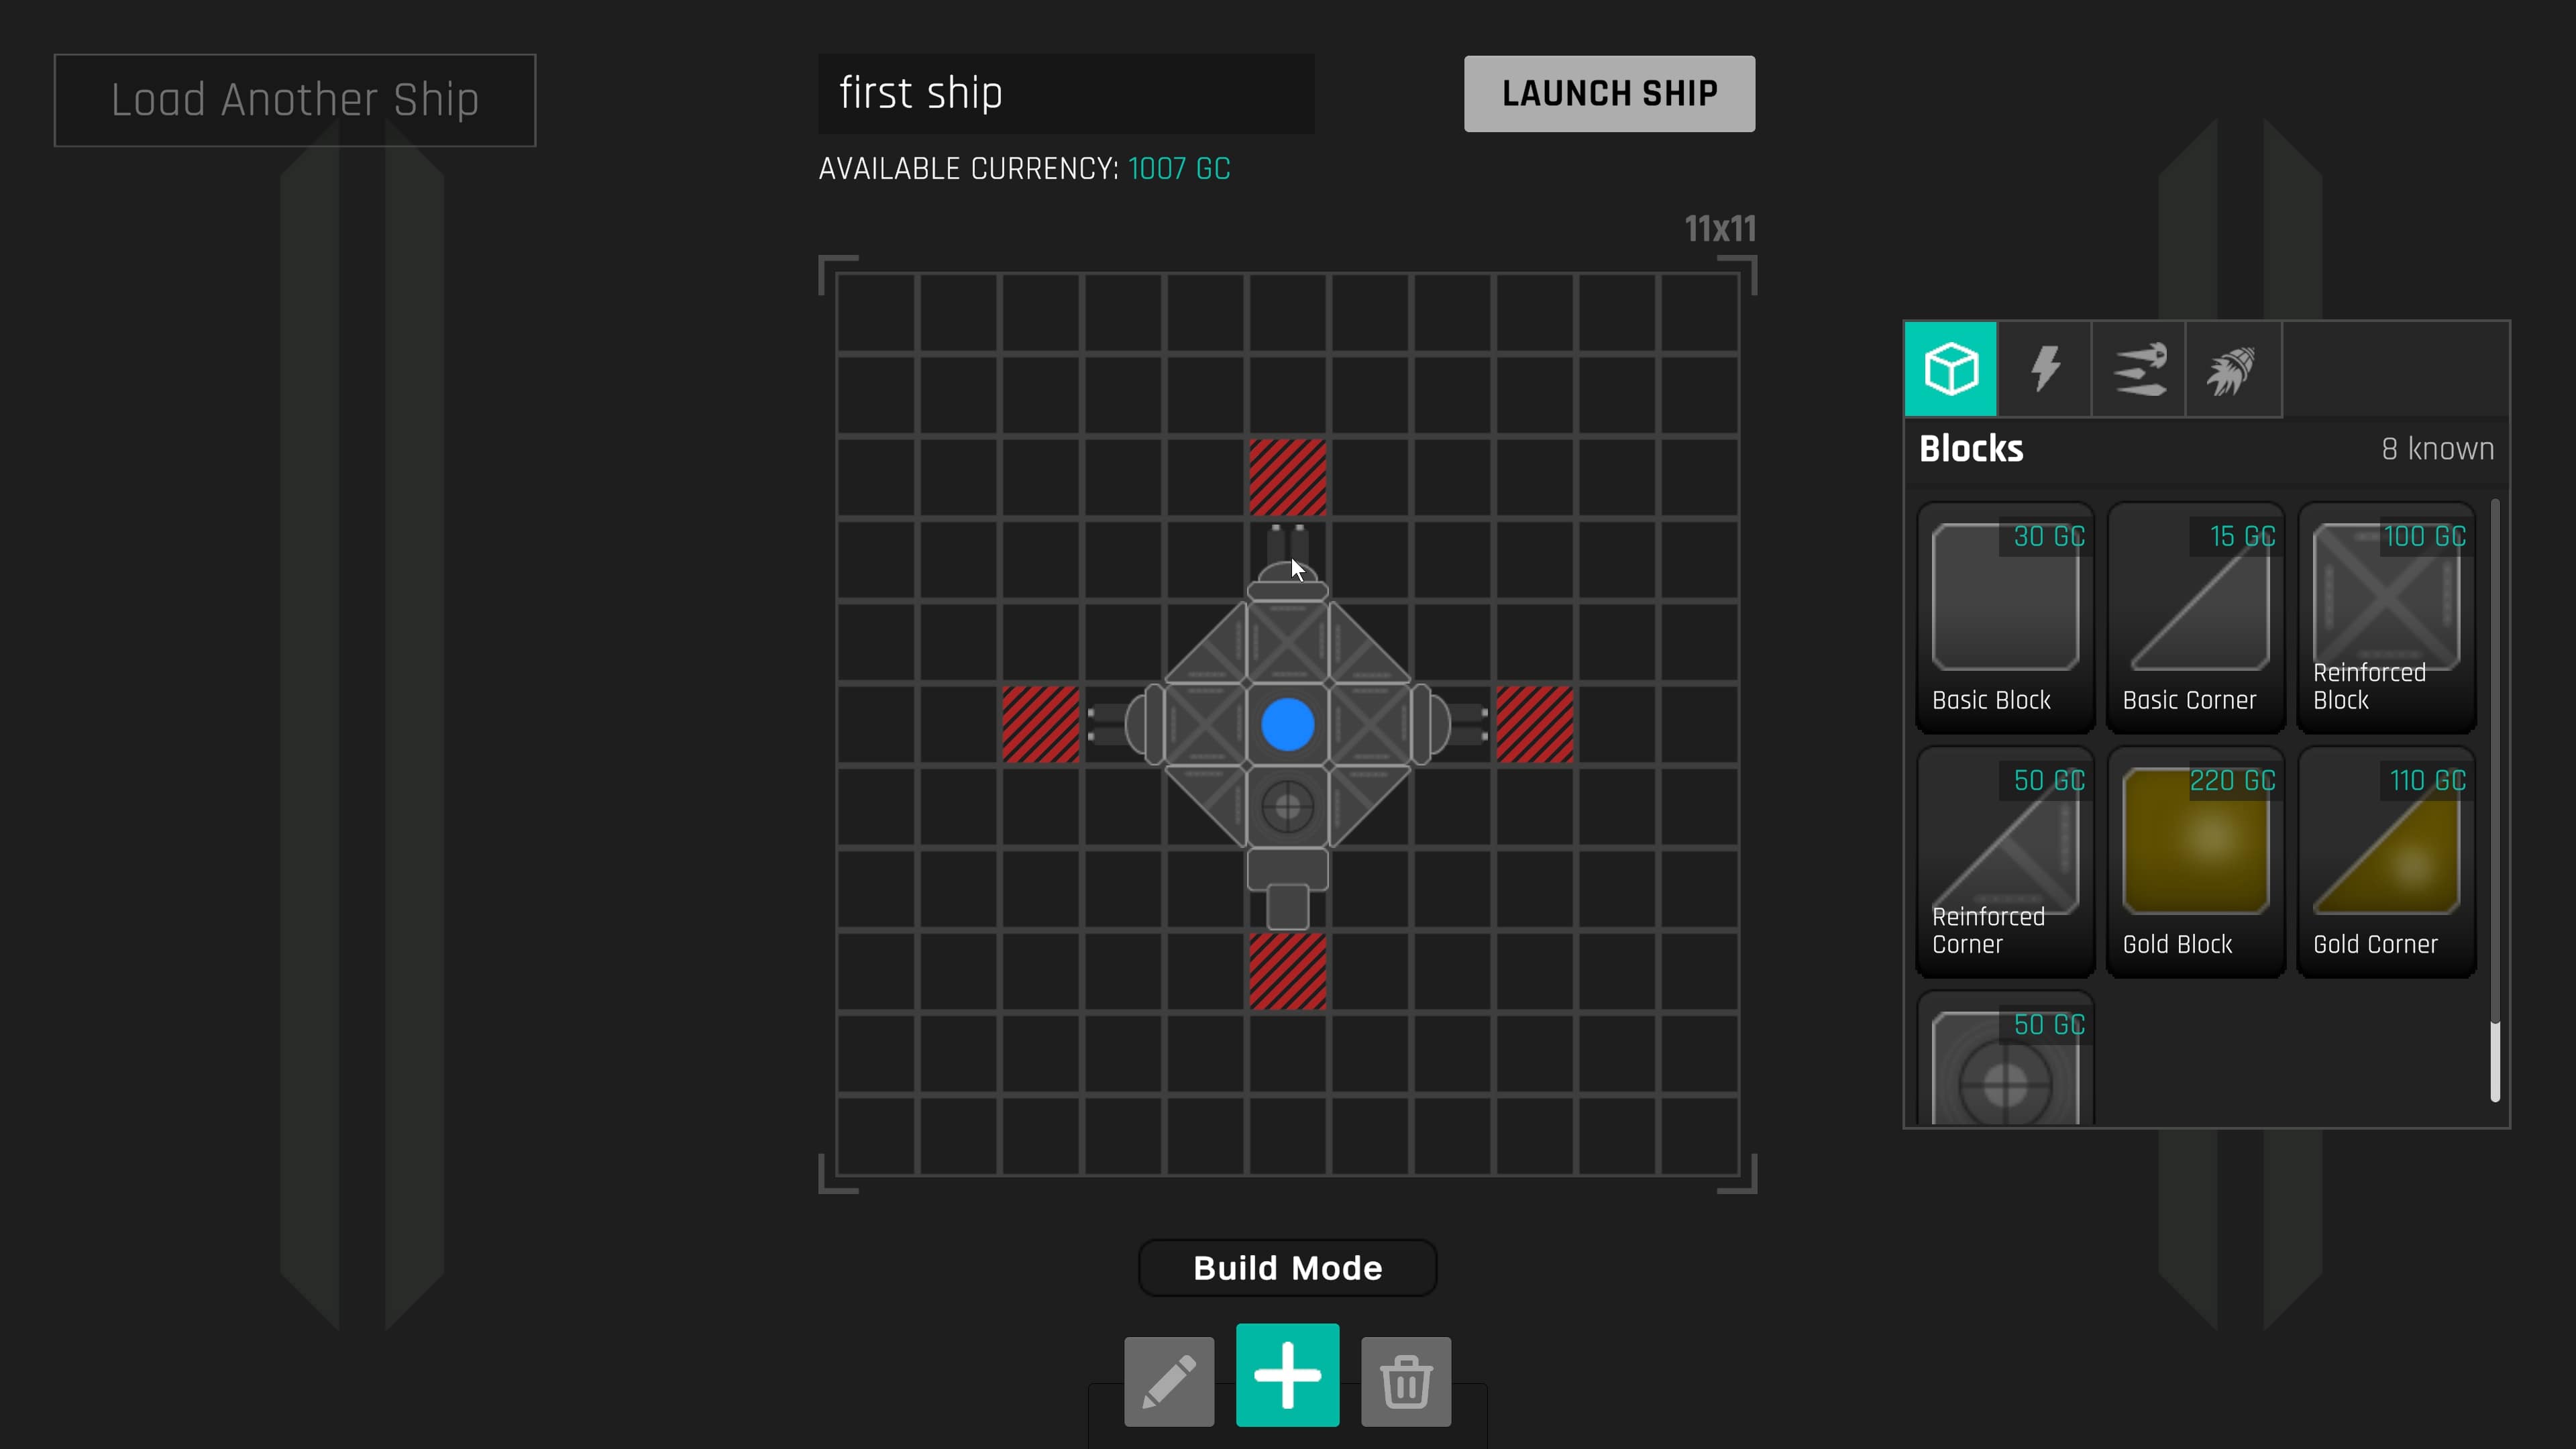 Load Another Ship
first ship
LAUNCH SHIP
AVAILABLE CURRENCY: 1007 GC
11x11
Blocks
8 known
30 GC
Basic Block
15 GC
Basic Corner
100 GC
Reinforced
Block
50 GC
Reinforced
Corner
220 GC
Gold Block
110 GC
Gold Corner
50 GC
Build Mode